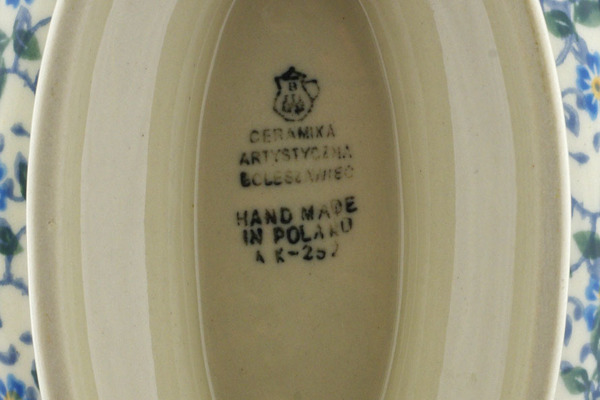 B
CERAMIKA
ARTYSTYCZNA
BOLESŁAWIEC
HAND MADE
IN POLAND